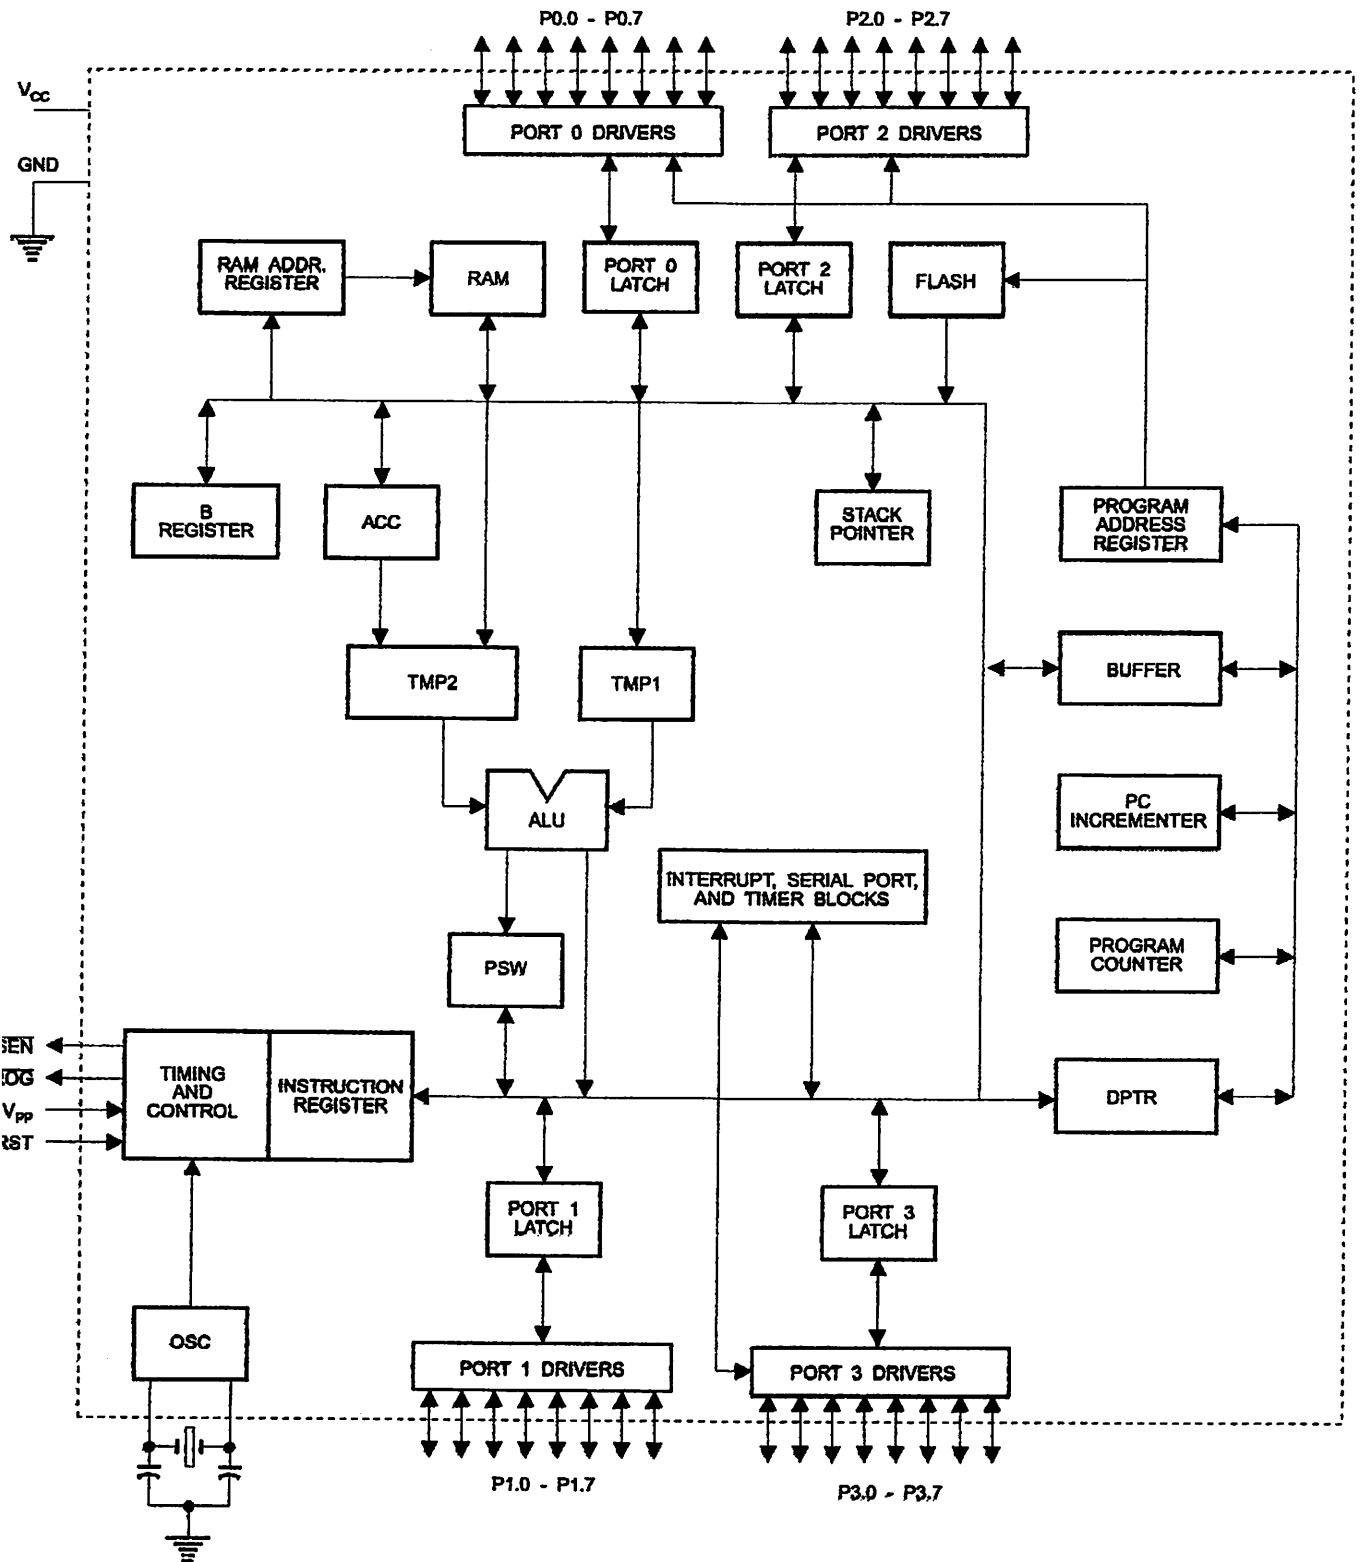 P0.0 - P0.7
P2.0 - P2.7
VCC
GND
PORT 0 DRIVERS
PORT 2 DRIVERS
RAM ADDR.
REGISTER
RAM
PORT 0
LATCH
PORT 2
LATCH
FLASH
B
REGISTER
ACC
STACK
POINTER
PROGRAM
ADDRESS
REGISTER
TMP2
TMP1
BUFFER
ALU
PC
INCREMENTER
INTERRUPT, SERIAL PORT,
AND TIMER BLOCKS
PSW
PROGRAM
COUNTER
SEN
OG
VPP
RST
TIMING
AND
CONTROL
INSTRUCTION
REGISTER
DPTR
PORT 1
LATCH
PORT 3
LATCH
OSC
PORT 1 DRIVERS
PORT 3 DRIVERS
P1.0 - P1.7
P3.0 - P3.7